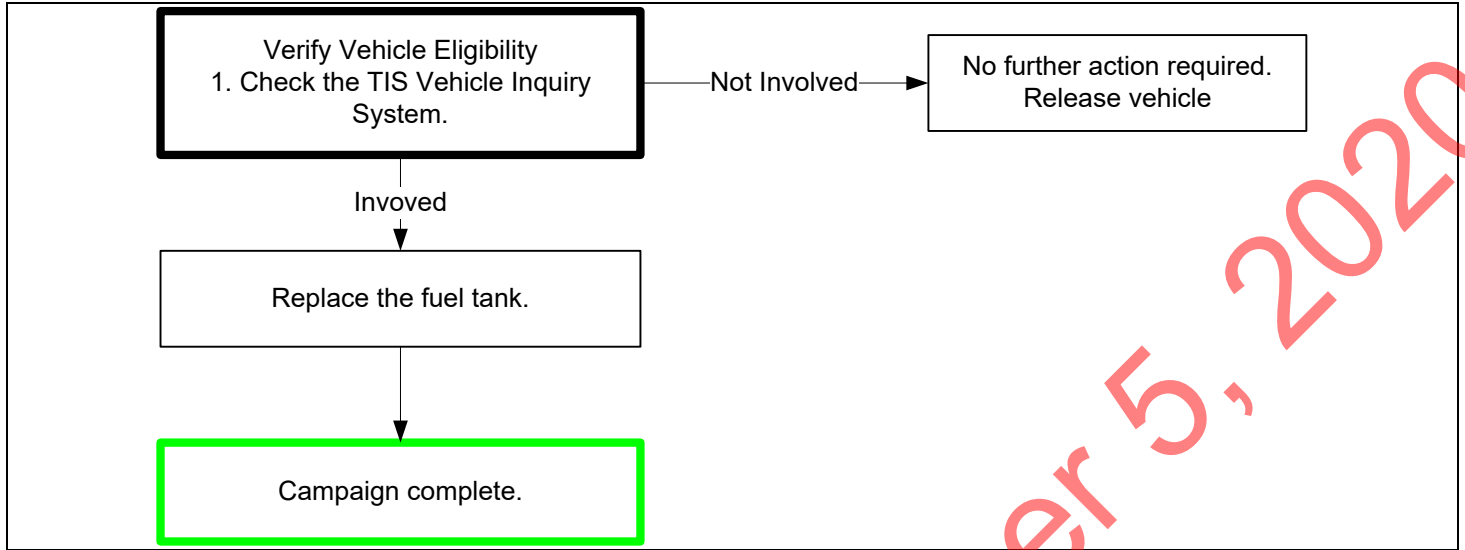 Verify Vehicle Eligibility
1. Check the TIS Vehicle Inquiry
System.
Not Involved
No further action required.
Release vehicle
Invoved
Replace the fuel tank.
Campaign complete.
er 5, 2020